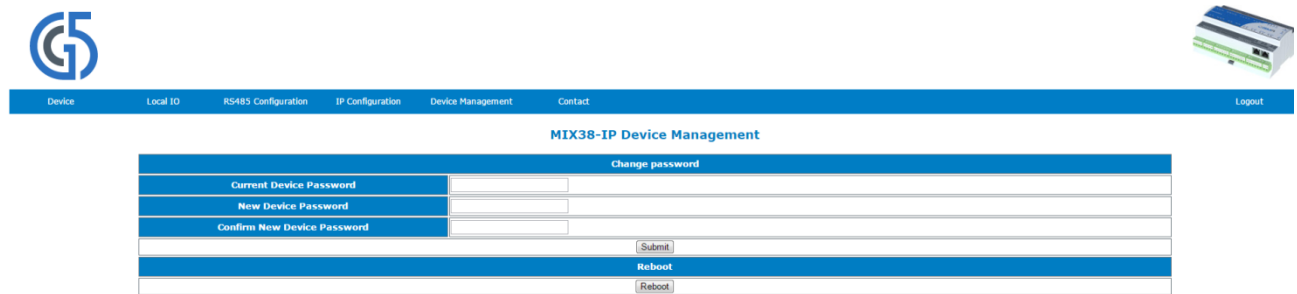 G5
Device Local IO RS485 Configuration IP Configuration Device Management Contact Logout
MIX38-IP Device Management
Change password
Current Device Password
New Device Password
Confirm New Device Password
Submit
Reboot
Reboot